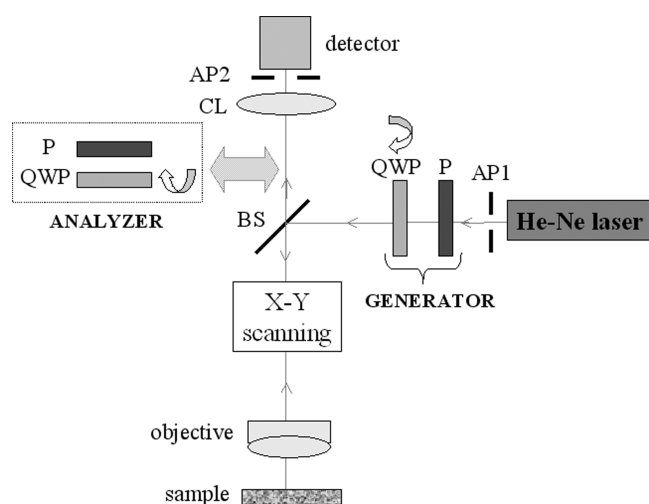 detector
AP2
CL
P
QWP
ANALYZER
QWP
P
AP1
BS
He-Ne laser
GENERATOR
X-Y
scanning
objective
sample